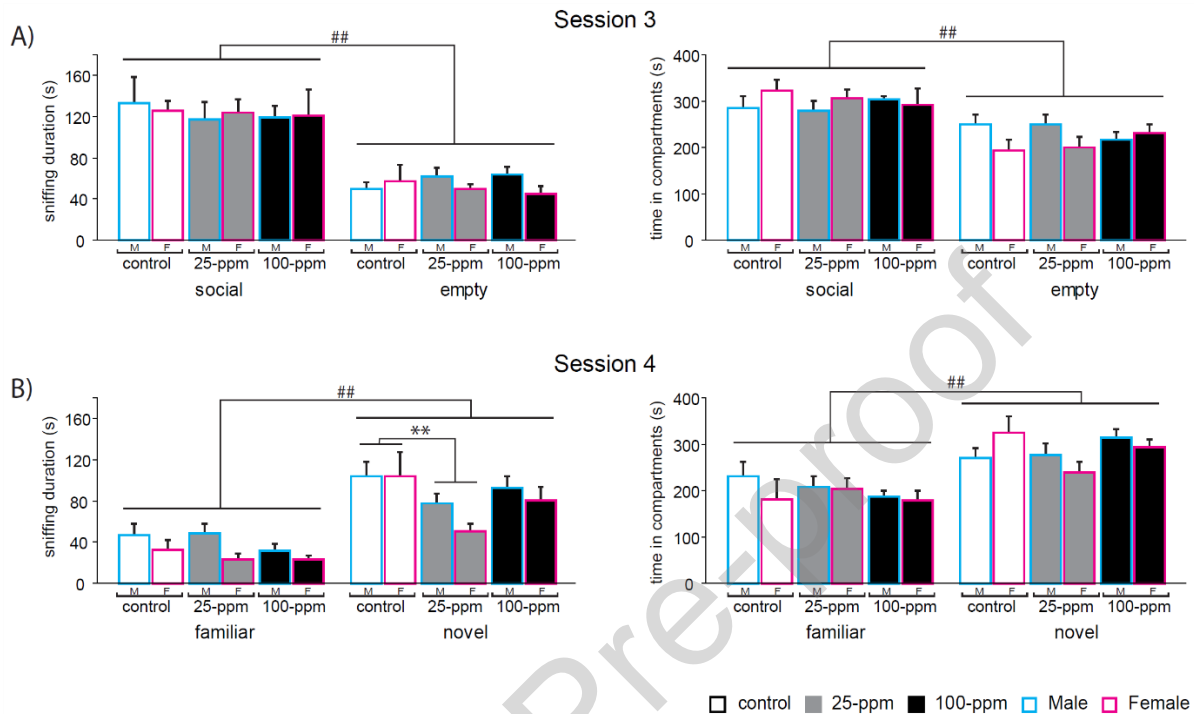 Session 3
A)
##
##
sniffing duration (s)
160
120
80
40
0
time in compartments (s)
400
300
200
100
0
M F M F M F M F M F M F
M F M F M F M F M F M F
control 25-ppm 100-ppm control 25-ppm 100-ppm
control 25-ppm 100-ppm control 25-ppm 100-ppm
social empty
social empty
Session 4
B)
##
##
**
sniffing duration (s)
160
120
80
40
0
time in compartments (s)
400
300
200
100
0
M F M F M F M F M F M F
M F M F M F M F M F M F
control 25-ppm 100-ppm control 25-ppm 100-ppm
control 25-ppm 100-ppm control 25-ppm 100-ppm
familiar novel
familiar novel
Pre-proof
control 25-ppm 100-ppm Male Female